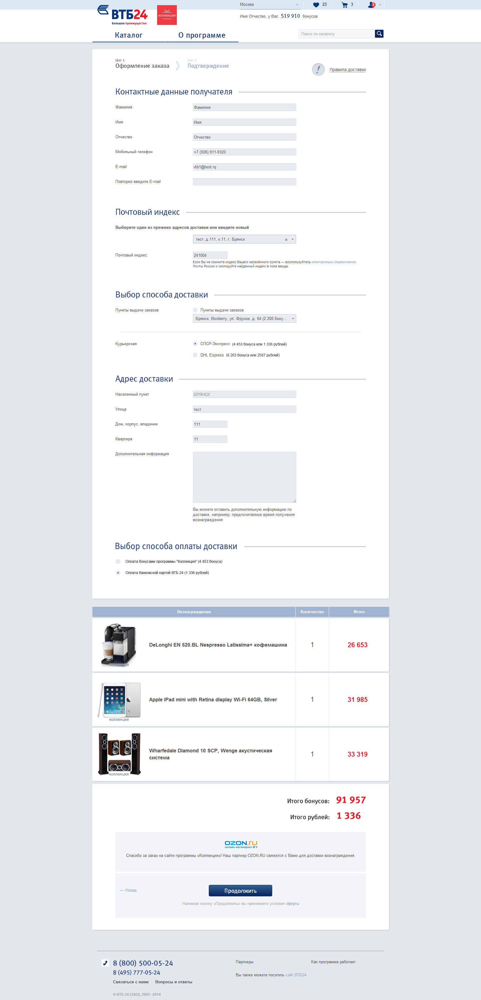 Москва
23
3
2
ВТБ24
Большое преимущество
коллекция
Имя Отчество, у Вас 519 910 бонусов
Каталог
О программе
Поиск по каталогу
Шаг 1
Оформление заказа
Шаг 2
Подтверждение
Правила доставки
Контактные данные получателя
Фамилия
Фамилия
Имя
Имя
Отчество
Отчество
Мобильный телефон
+7 (926) 911-9320
E-mail
vtb1@test.rq
Повторно введите E-mail
Почтовый индекс
Выберите один из прежних адресов доставки или введите новый
тест, д.111, к.11, г. Брянск
Почтовый индекс
241004
Если Вы не помните индекс Вашего населённого пункта — воспользуйтесь электронным справочником
Почты России и скопируйте найденный индекс в поле ввода.
Выбор способа доставки
Пункты выдачи заказов
Пункты выдачи заказов
Брянск, Boxberry, ул. Фрунзе, д. 64 (2 200 бону...
Курьерская
СПСР-Экспресс (4 453 бонуса или 1 336 рублей)
DHL Express (8 263 бонуса или 2587 рублей)
Адрес доставки
Населенный пункт
БРЯНСК
Улица
тест
Дом, корпус, владение
111
Квартира
11
Дополнительная информация
Вы можете оставить дополнительную информацию по
доставке, например, предпочитаемое время получения
вознаграждения
Выбор способа оплаты доставки
Оплата бонусами программы "Коллекция" (4 453 бонуса)
Оплата банковской картой ВТБ 24 (1 336 рублей)
Вознаграждения
Количество
Итого
коллекция
DeLonghi EN 520.BL Nespresso Latissima+ кофемашина
1
26 653
коллекция
Apple iPad mini with Retina display Wi-Fi 64GB, Silver
1
31 985
коллекция
Wharfedale Diamond 10 SCP, Wenge акустическая
система
1
33 319
Итого бонусов: 91 957
Итого рублей: 1 336
OZON.ru
онлайн мегамаркет №1
Спасибо за заказ на сайте программы «Коллекция»! Наш партнер OZON.RU свяжется с Вами для доставки вознаграждения.
← Назад
Продолжить
Нажимая кнопку «Продолжить» вы принимаете условия оферты
8 (800) 500-05-24
8 (495) 777-05-24
Связаться с нами
Вопросы и ответы
Партнеры
Как программа работает
Вы также можете посетить сайт ВТБ24
© ВТБ 24 (ЗАО), 2007–2014